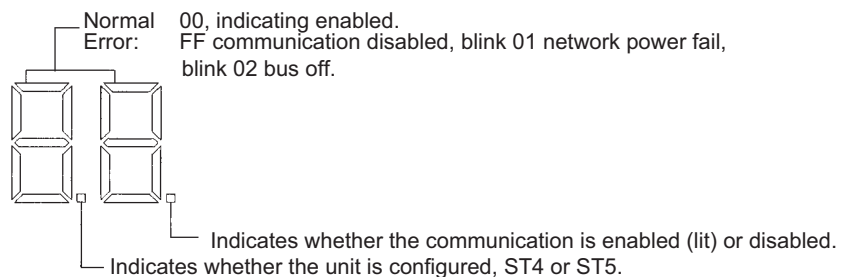 Normal 00, indicating enabled.
Error: FF communication disabled, blink 01 network power fail,
blink 02 bus off.
Indicates whether the communication is enabled (lit) or disabled.
Indicates whether the unit is configured, ST4 or ST5.